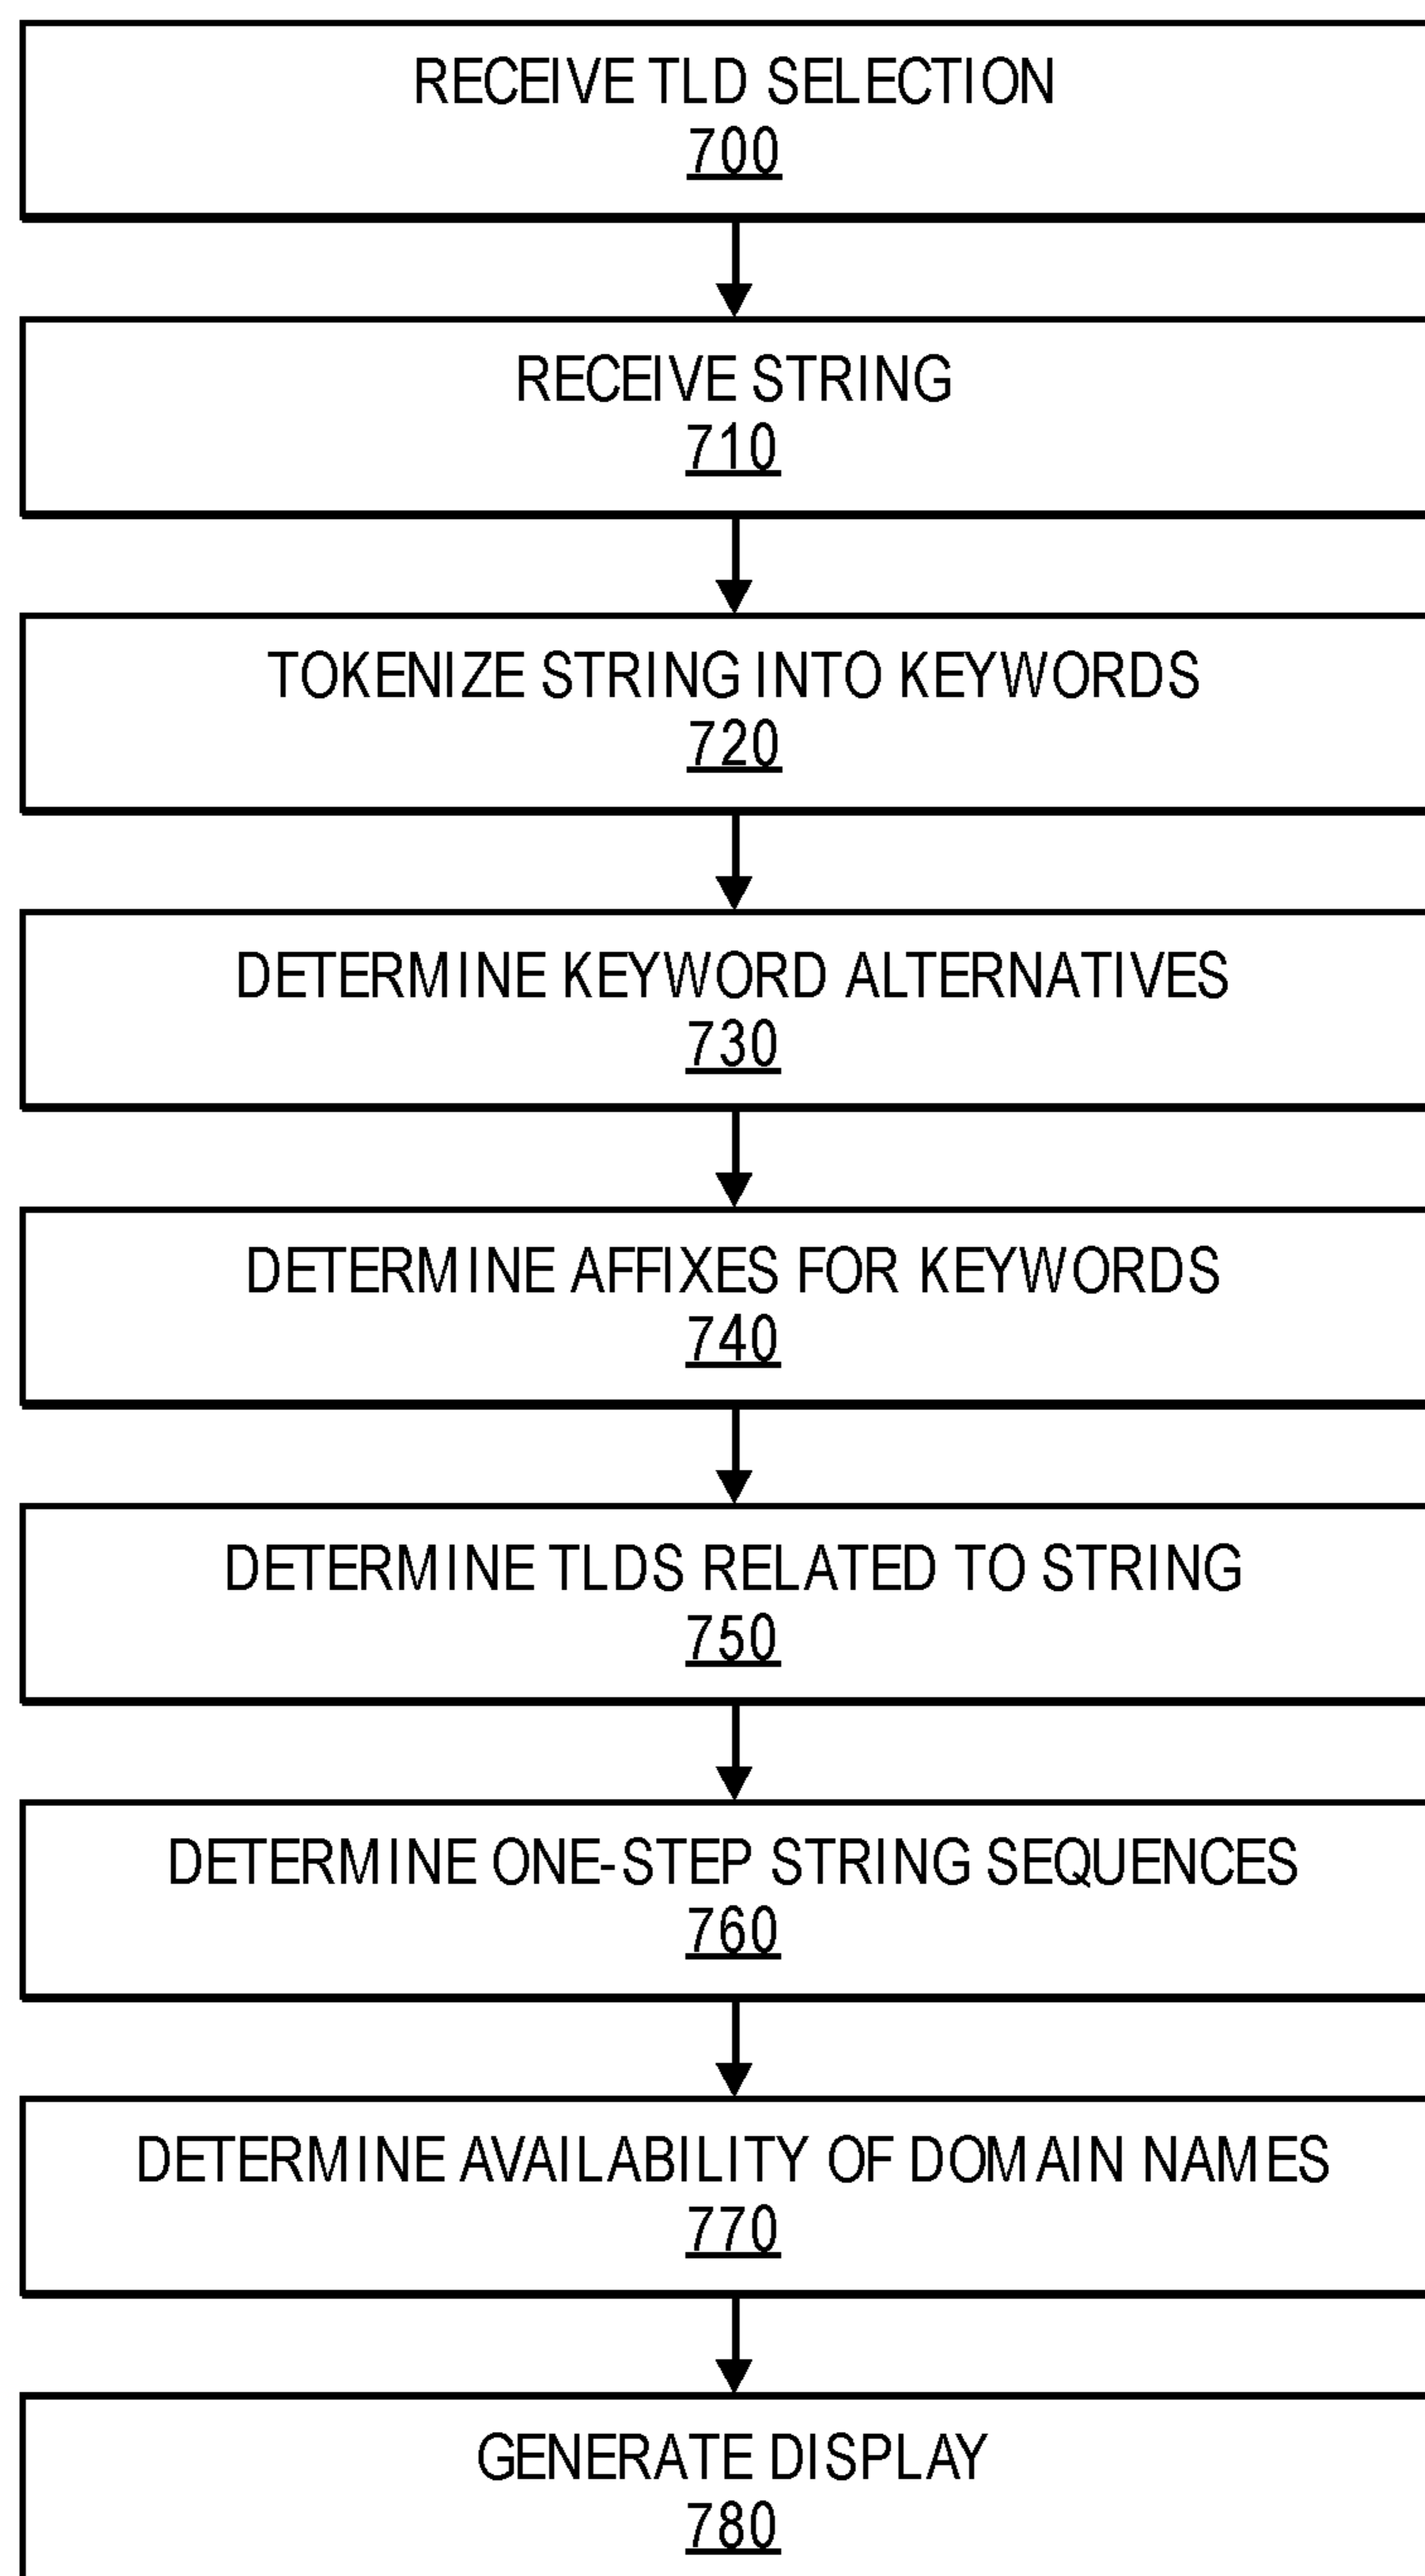 RECEIVE TLD SELECTION
700
RECEIVE STRING
710
TOKENIZE STRING INTO KEYWORDS
720
DETERMINE KEYWORD ALTERNATIVES
730
DETERMINE AFFIXES FOR KEYWORDS
740
DETERMINE TLDS RELATED TO STRING
750
DETERMINE ONE-STEP STRING SEQUENCES
760
DETERMINE AVAILABILITY OF DOMAIN NAMES
770
GENERATE DISPLAY
780